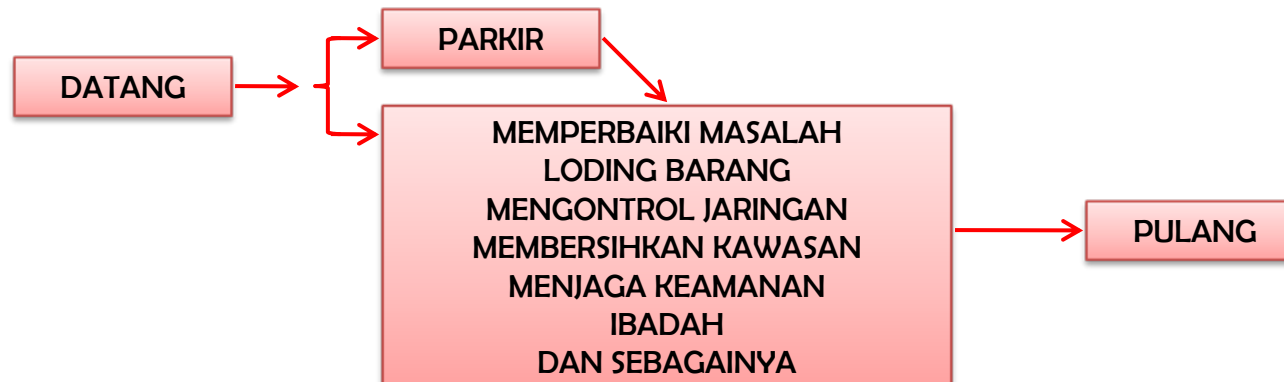 DATANG
PARKIR
MEMPERBAIKI MASALAH
LODING BARANG
MENGONTROL JARINGAN
MEMBERSIHKAN KAWASAN
MENJAGA KEAMANAN
IBADAH
DAN SEBAGAINYA
PULANG